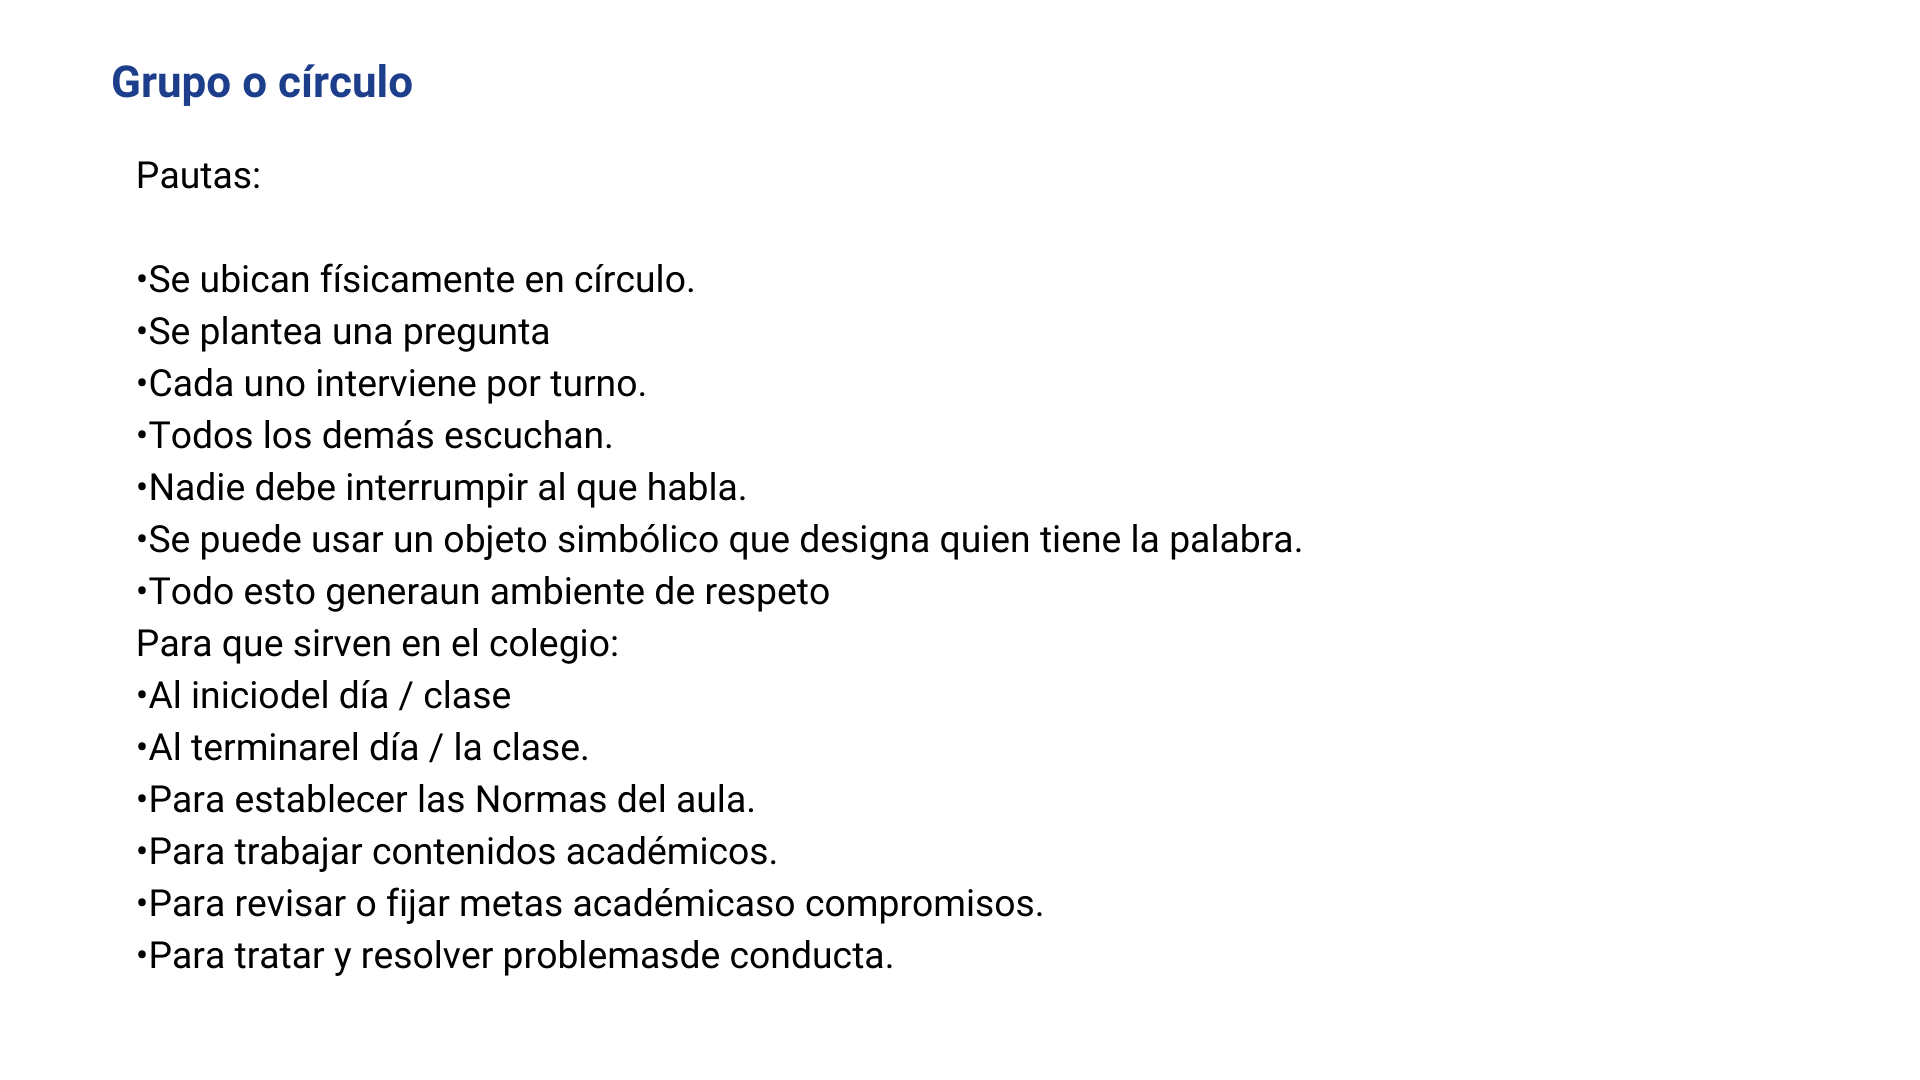 Grupo o círculo
Pautas:
•Se ubican físicamente en círculo.
•Se plantea una pregunta
•Cada uno interviene por turno.
•Todos los demás escuchan.
•Nadie debe interrumpir al que habla.
•Se puede usar un objeto simbólico que designa quien tiene la palabra.
•Todo esto generaun ambiente de respeto
Para que sirven en el colegio:
•Al iniciodel día / clase
•Al terminarel día / la clase.
•Para establecer las Normas del aula.
•Para trabajar contenidos académicos.
•Para revisar o fijar metas académicaso compromisos.
•Para tratar y resolver problemasde conducta.